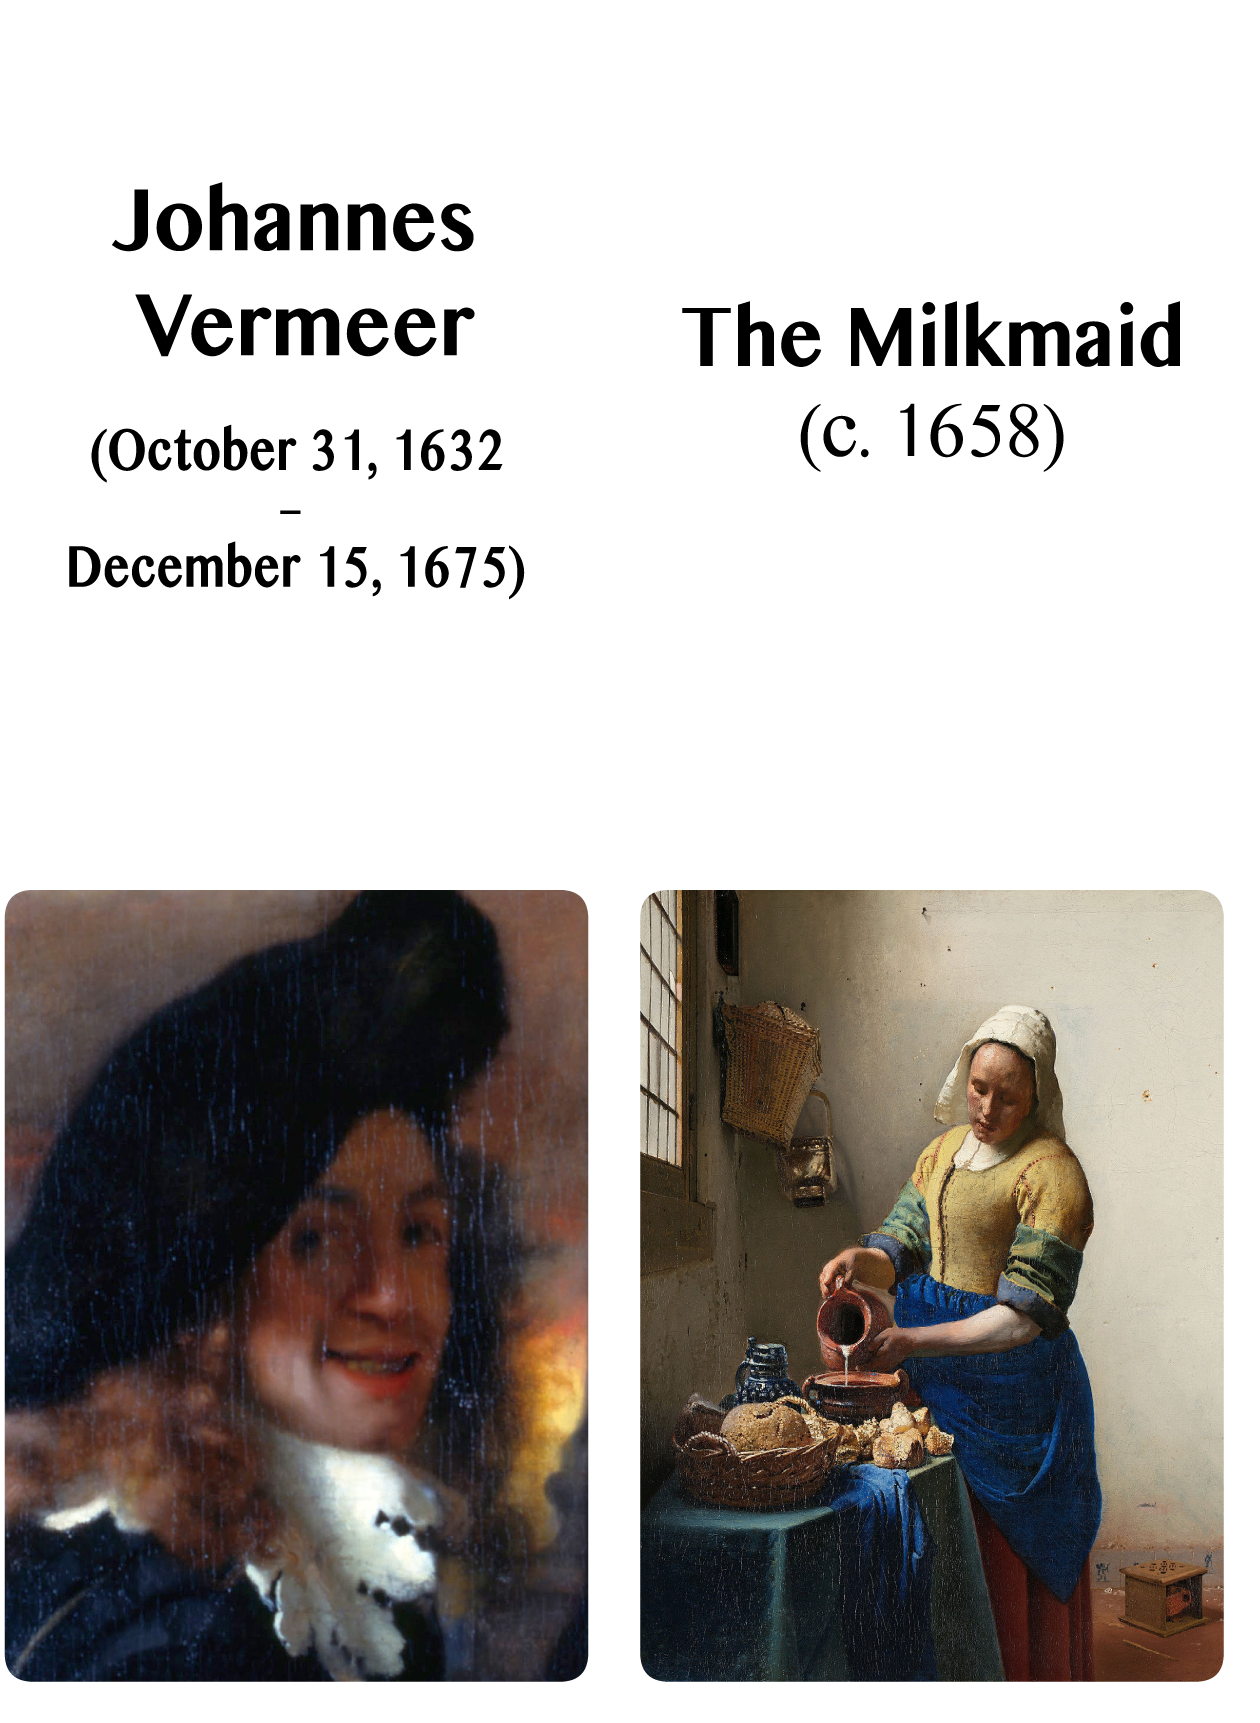 Johannes
Vermeer
(October 31, 1632
–
December 15, 1675)
The Milkmaid
(c. 1658)